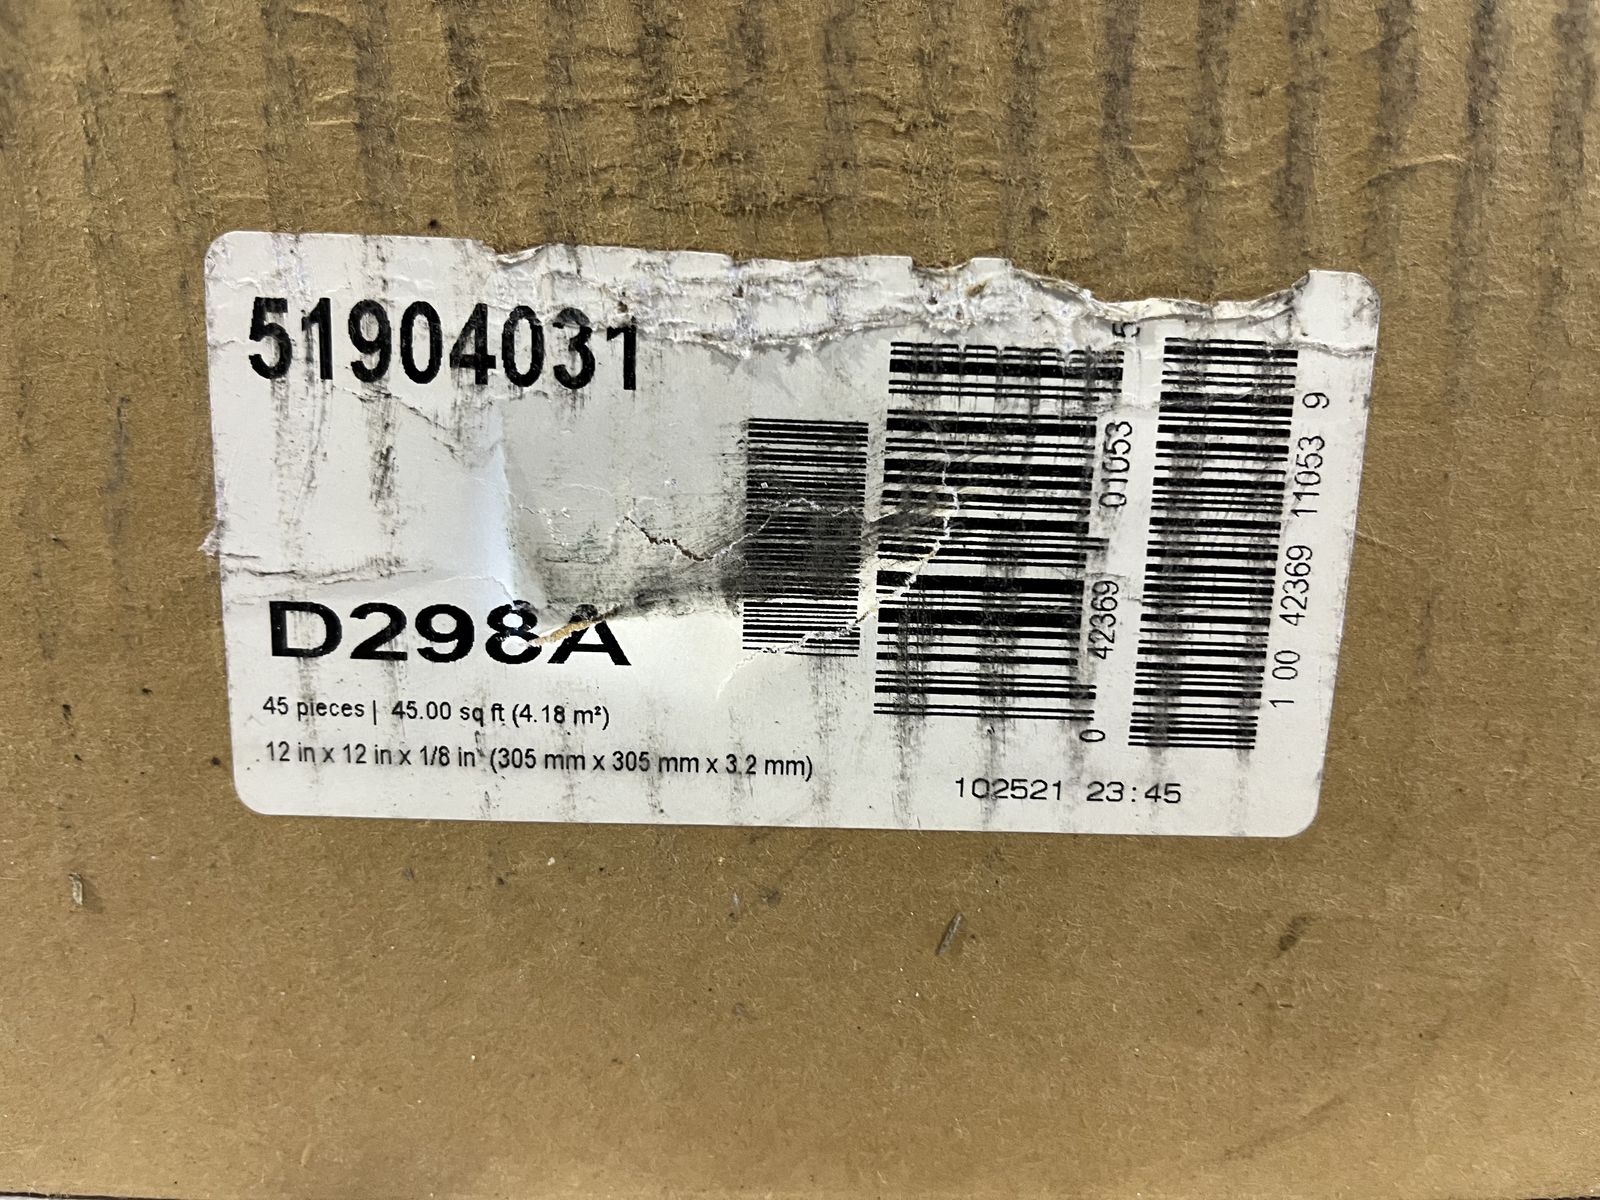 51904031
D298A
45 pieces | 45.00 sq ft (4.18 m²)
12 in x 12 in x 1/8 in (305 mm x 305 mm x 3.2 mm)
0 42369 01053 5
1 00 42369 11053 9
102521 23:45